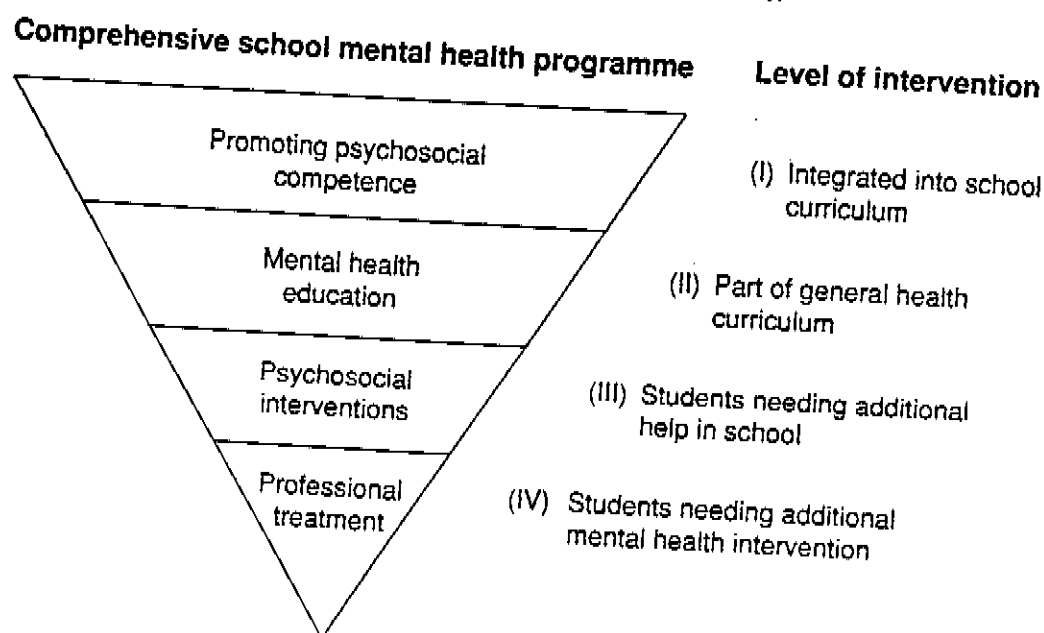 Comprehensive school mental health programme
Level of intervention
Promoting psychosocial
competence
(I) Integrated into school
curriculum
Mental health
education
(II) Part of general health
curriculum
Psychosocial
interventions
(III) Students needing additional
help in school
Professional
treatment
(IV) Students needing additional
mental health intervention